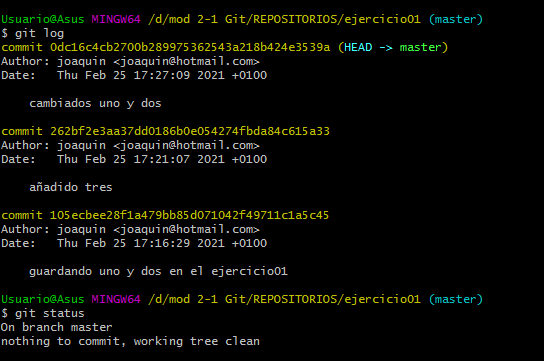 Usuario@Asus MINGW64 /d/mod 2-1 Git/REPOSITORIOS/ejercicio01 (master)
$ git log
commit 0dc16c4cb2700b289975362543a218b424e3539a (HEAD -> master)
Author: joaquin <joaquin@hotmail.com>
Date:   Thu Feb 25 17:27:09 2021 +0100

    cambiados uno y dos

commit 262bf2e3aa37dd0186b0e054274fbda84c615a33
Author: joaquin <joaquin@hotmail.com>
Date:   Thu Feb 25 17:21:07 2021 +0100

    añadido tres

commit 105ecbee28f1a479bb85d071042f49711c1a5c45
Author: joaquin <joaquin@hotmail.com>
Date:   Thu Feb 25 17:16:29 2021 +0100

    guardando uno y dos en el ejercicio01

Usuario@Asus MINGW64 /d/mod 2-1 Git/REPOSITORIOS/ejercicio01 (master)
$ git status
On branch master
nothing to commit, working tree clean